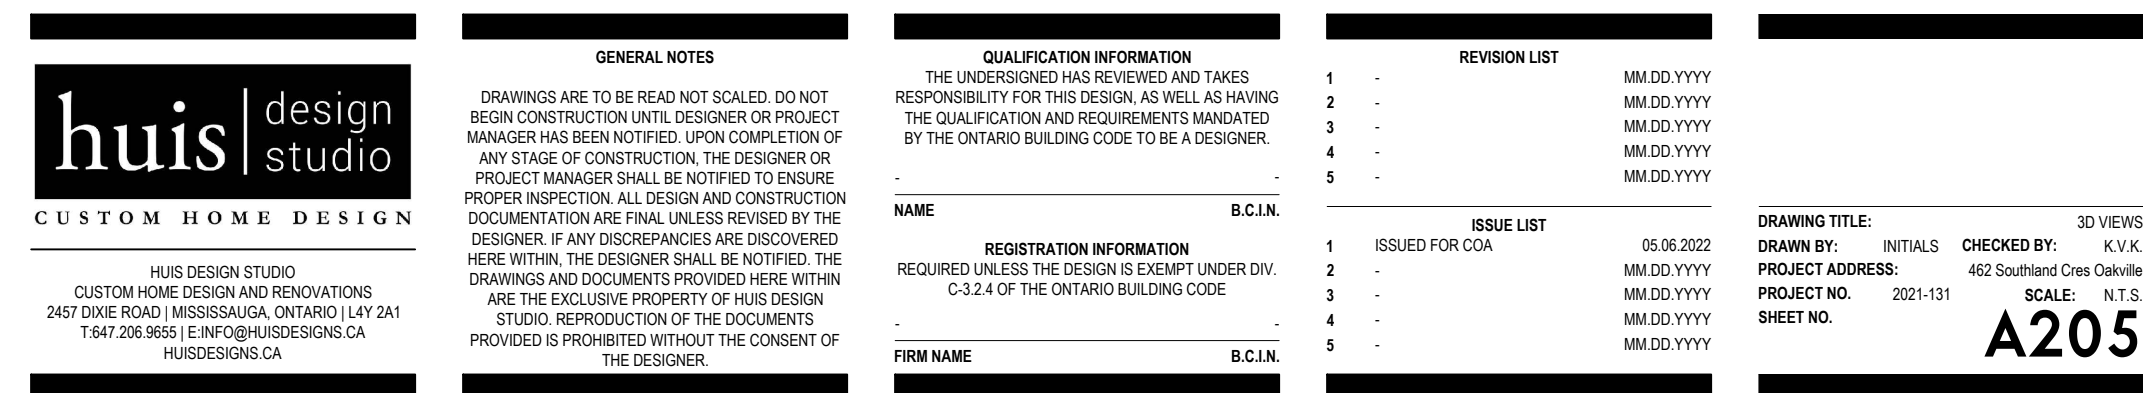 huis design studio
CUSTOM HOME DESIGN
HUIS DESIGN STUDIO
CUSTOM HOME DESIGN AND RENOVATIONS
2457 DIXIE ROAD | MISSISSAUGA, ONTARIO | L4Y 2A1
T:647.206.9655 | E:INFO@HUISDESIGNS.CA
HUISDESIGNS.CA
GENERAL NOTES
DRAWINGS ARE TO BE READ NOT SCALED. DO NOT
BEGIN CONSTRUCTION UNTIL DESIGNER OR PROJECT
MANAGER HAS BEEN NOTIFIED. UPON COMPLETION OF
ANY STAGE OF CONSTRUCTION, THE DESIGNER OR
PROJECT MANAGER SHALL BE NOTIFIED TO ENSURE
PROPER INSPECTION. ALL DESIGN AND CONSTRUCTION
DOCUMENTATION ARE FINAL UNLESS REVISED BY THE
DESIGNER. IF ANY DISCREPANCIES ARE DISCOVERED
HERE WITHIN, THE DESIGNER SHALL BE NOTIFIED. THE
DRAWINGS AND DOCUMENTS PROVIDED HERE WITHIN
ARE THE EXCLUSIVE PROPERTY OF HUIS DESIGN
STUDIO. REPRODUCTION OF THE DOCUMENTS
PROVIDED IS PROHIBITED WITHOUT THE CONSENT OF
THE DESIGNER.
QUALIFICATION INFORMATION
THE UNDERSIGNED HAS REVIEWED AND TAKES
RESPONSIBILITY FOR THIS DESIGN, AS WELL AS HAVING
THE QUALIFICATION AND REQUIREMENTS MANDATED
BY THE ONTARIO BUILDING CODE TO BE A DESIGNER.
- -
NAME B.C.I.N.
REGISTRATION INFORMATION
REQUIRED UNLESS THE DESIGN IS EXEMPT UNDER DIV.
C-3.2.4 OF THE ONTARIO BUILDING CODE
- -
FIRM NAME B.C.I.N.
REVISION LIST
1 - MM.DD.YYYY
2 - MM.DD.YYYY
3 - MM.DD.YYYY
4 - MM.DD.YYYY
5 - MM.DD.YYYY
ISSUE LIST
1 ISSUED FOR COA 05.06.2022
2 - MM.DD.YYYY
3 - MM.DD.YYYY
4 - MM.DD.YYYY
5 - MM.DD.YYYY
DRAWING TITLE: 3D VIEWS
DRAWN BY: INITIALS CHECKED BY: K.V.K.
PROJECT ADDRESS: 462 Southland Cres Oakville
PROJECT NO. 2021-131 SCALE: N.T.S.
SHEET NO.
A205